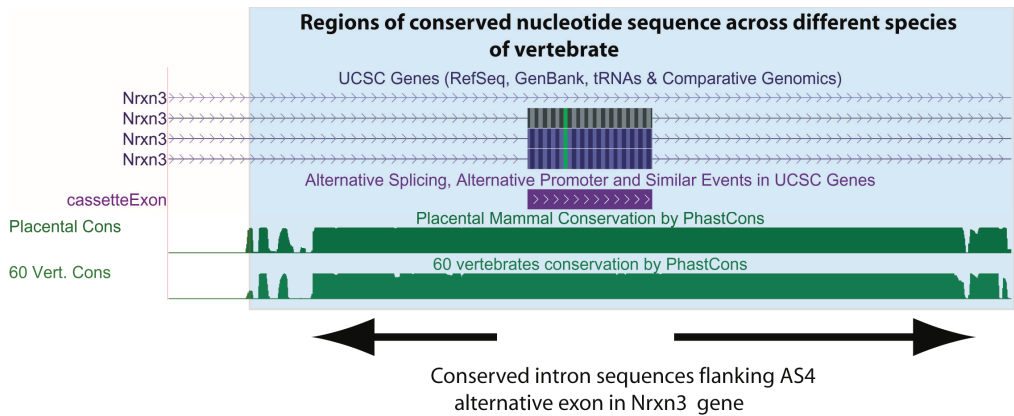 Regions of conserved nucleotide sequence across different species
of vertebrate
UCSC Genes (RefSeq, GenBank, tRNAs & Comparative Genomics)
Nrxn3
Nrxn3
Nrxn3
Nrxn3
Alternative Splicing, Alternative Promoter and Similar Events in UCSC Genes
cassetteExon
Placental Mammal Conservation by PhastCons
Placental Cons
60 vertebrates conservation by PhastCons
60 Vert. Cons
Conserved intron sequences flanking AS4
alternative exon in Nrxn3 gene